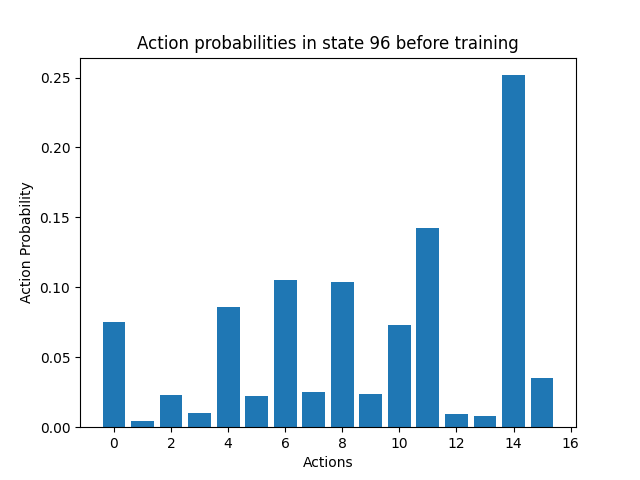 Action probabilities in state 96 before training
0.25
0.20
0.15
0.10
0.05
0.00
Action Probability
0 2 4 6 8 10 12 14 16
Actions